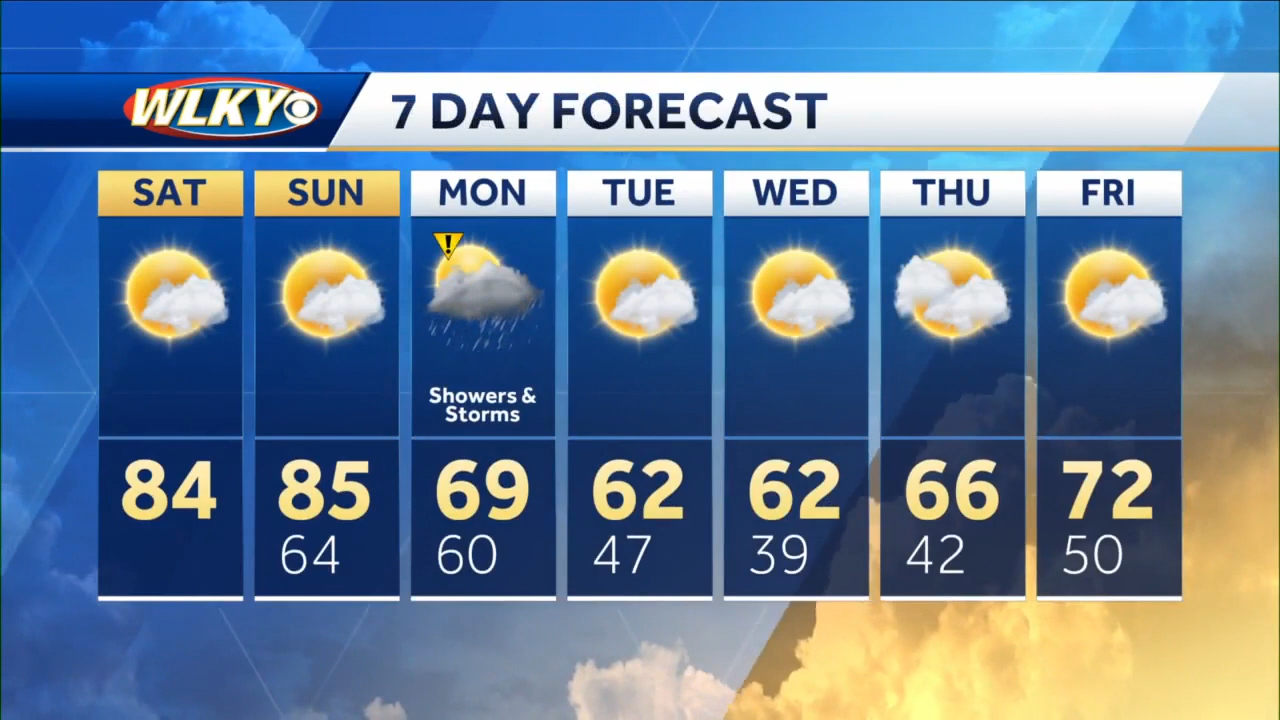 WLKY
7 DAY FORECAST
SAT SUN MON TUE WED THU FRI
!
Showers &
Storms
84 85 69 62 62 66 72
64 60 47 39 42 50